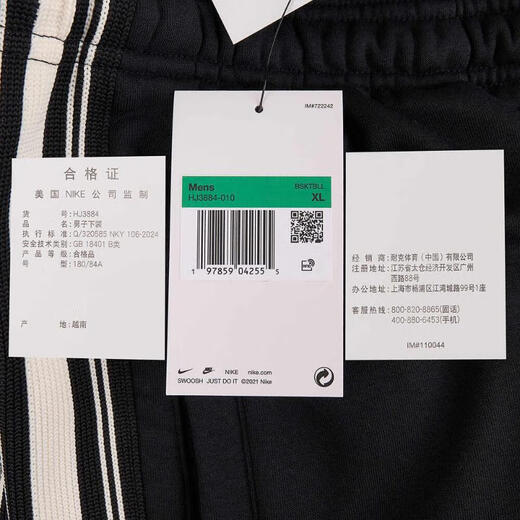 IM#722242
Mens
HJ3884-010
BSKTBLL
XL
1 97859 04255 5
NIKE
nike.com
SWOOSH JUST DO IT ©2021 Nike
合格证
美国 NIKE 公司监制
货号:HJ3884
品名:男子下装
执行标准:Q/320585 NKY 106-2024
安全技术类别:GB 18401 B类
产品等级:合格品
号型:180/84A
产地:越南
经销商:耐克体育(中国)有限公司
注册地址:江苏省太仓经济开发区广州
西路88号
办公地址:上海市杨浦区江湾城路99号1座
客服热线:800-820-8865(固话)
400-880-6453(手机)
IM#110044